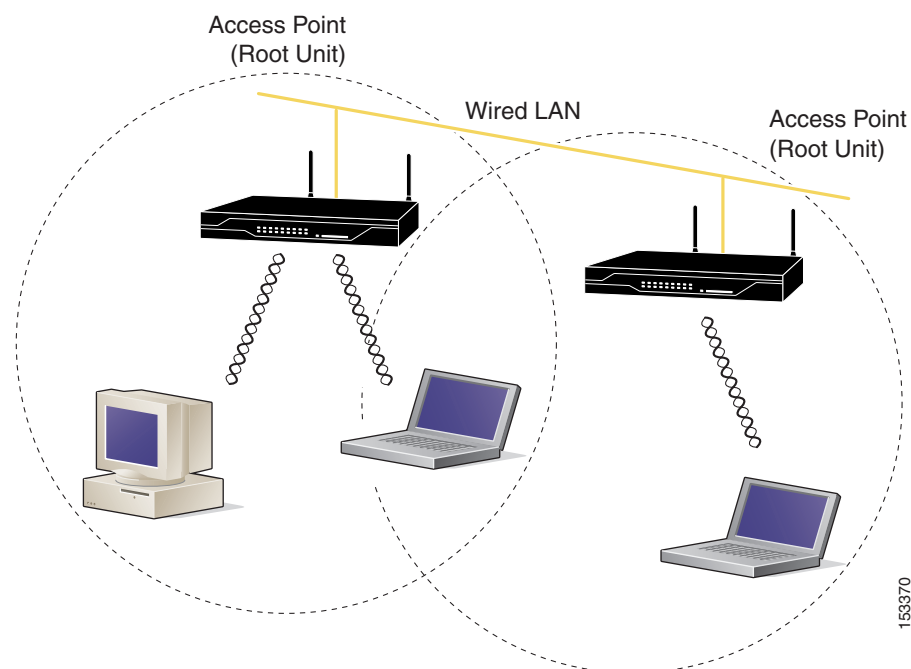 Access Point
(Root Unit)
Wired LAN
Access Point
(Root Unit)
153370